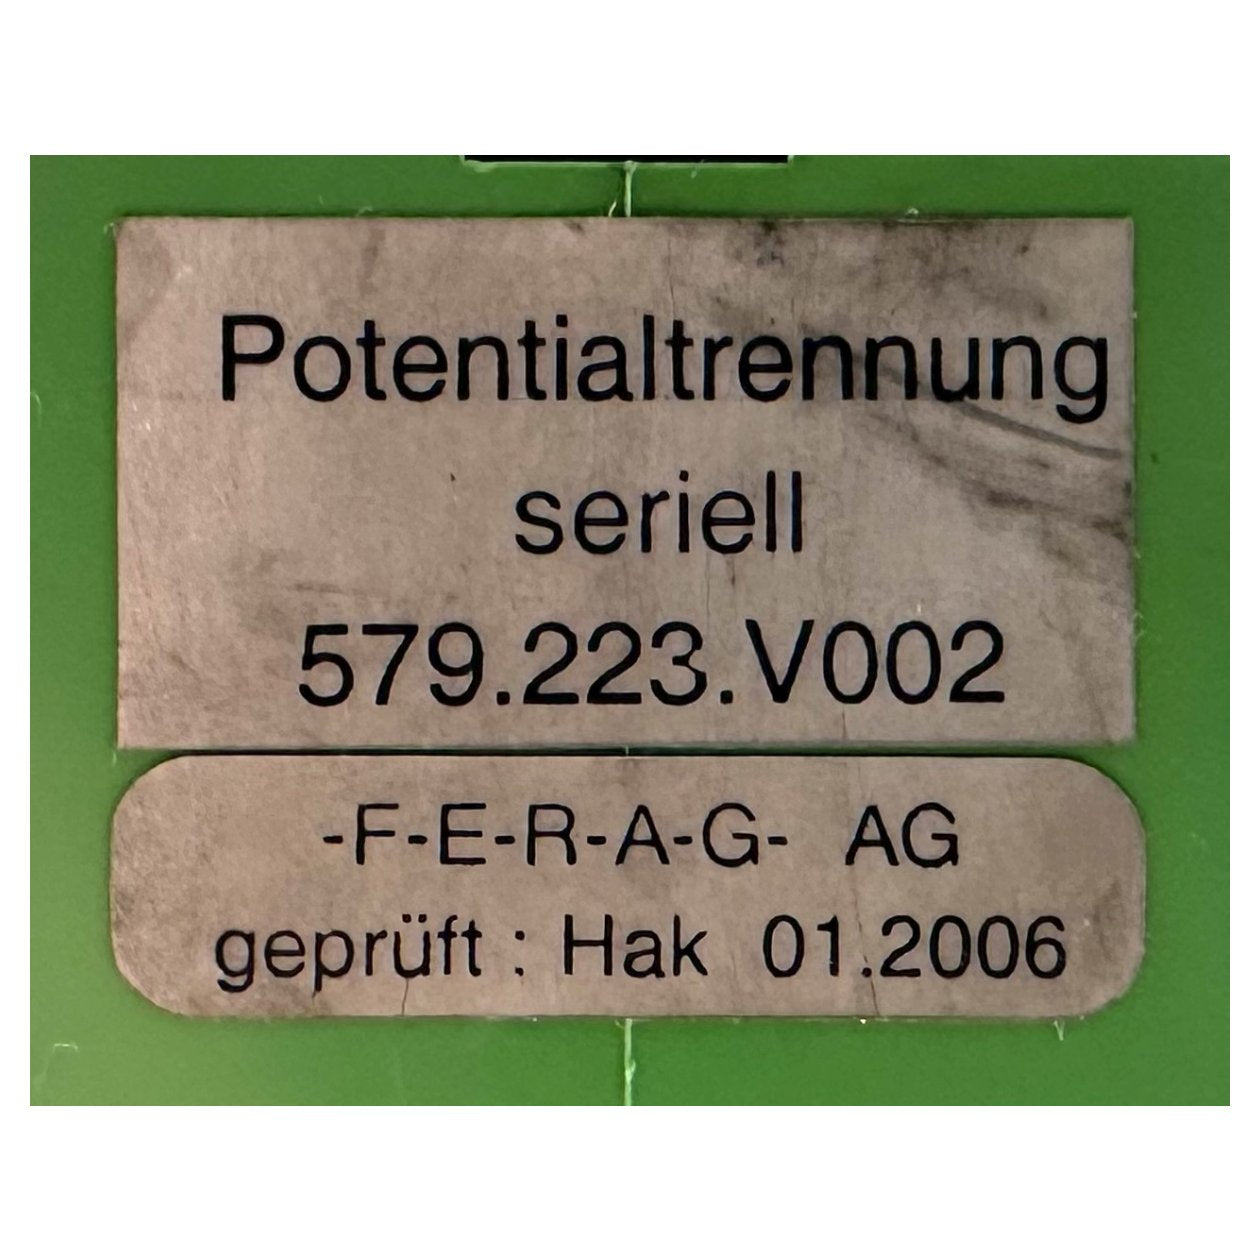 Potentialtrennung
seriell
579.223.V002
-F-E-R-A-G- AG
geprüft : Hak 01.2006